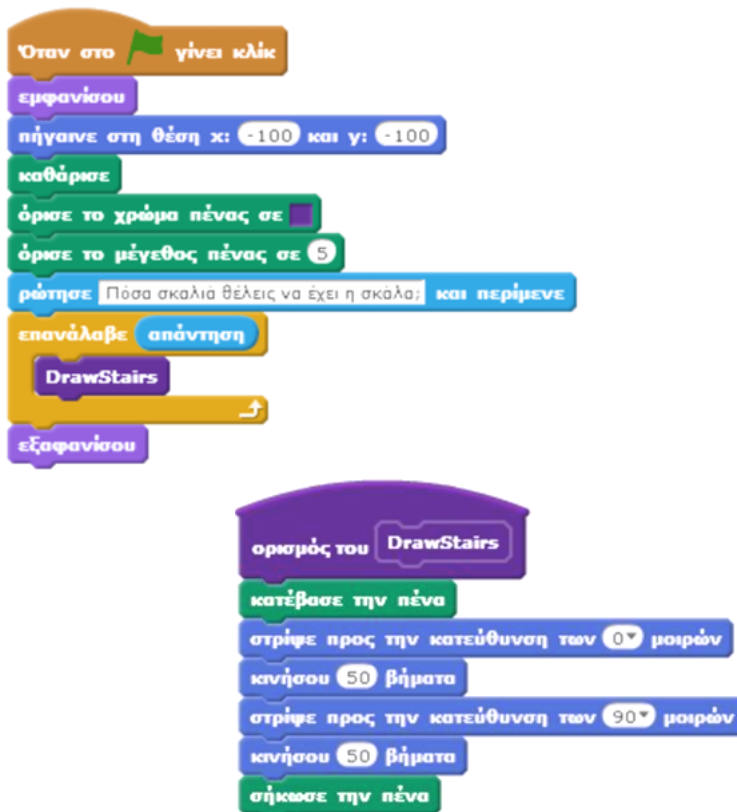 Όταν στο γίνει κλίκ
εμφανίσου
πήγαινε στη θέση x: -100 και y: -100
καθάρισε
όρισε το χρώμα πένας σε
όρισε το μέγεθος πένας σε 5
ρώτησε Πόσα σκαλιά θέλεις να έχει η σκάλα; και περίμενε
επανάλαβε απάντηση
DrawStairs
εξαφανίσου
ορισμός του DrawStairs
κατέβασε την πένα
στρίψε προς την κατεύθυνση των 0 μοιρών
κινήσου 50 βήματα
στρίψε προς την κατεύθυνση των 90 μοιρών
κινήσου 50 βήματα
σήκωσε την πένα